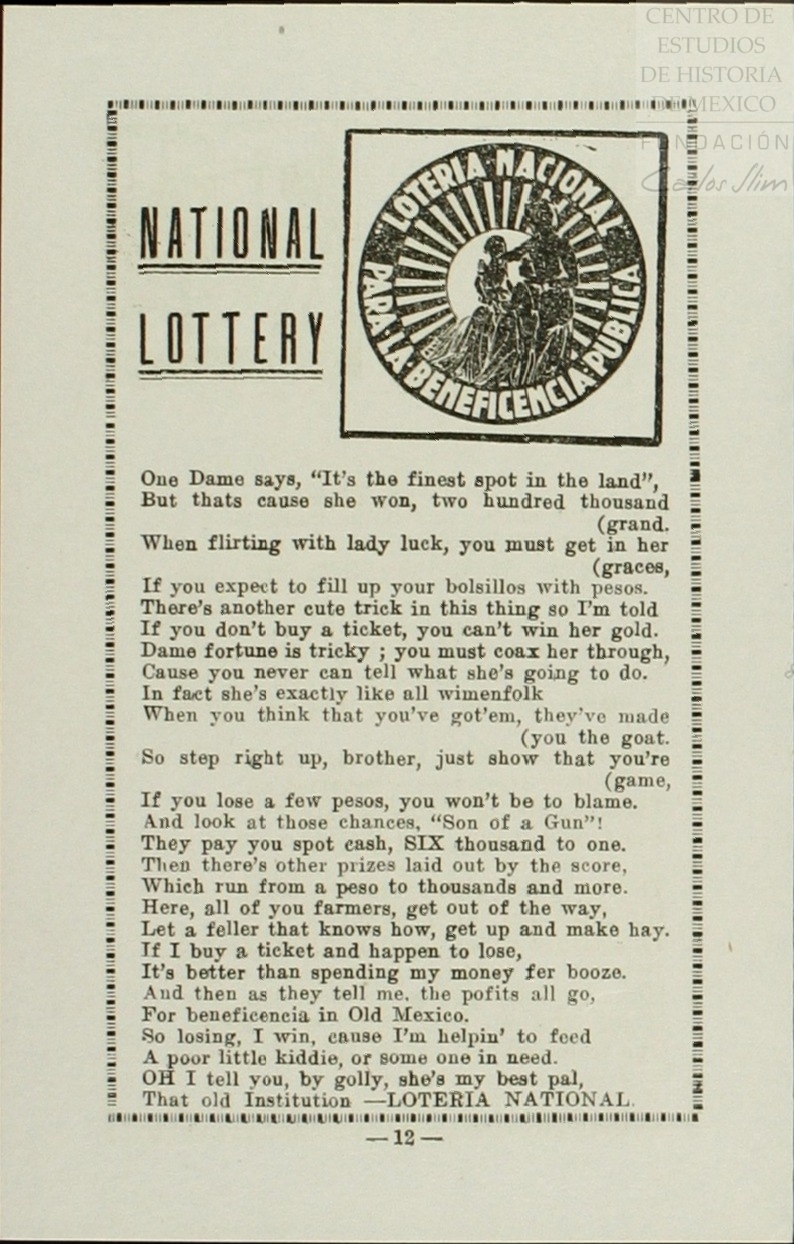 CENTRO DE
ESTUDIOS
DE HISTORIA
DE MEXICO
FUNDACIÓN
Carlos Slim
NATIONAL
LOTTERY
LOTERIA NACIONAL
PARA·LA·BENEFICENCIA·PUBLICA
One Dame says, “It's the finest spot in the land”,
But thats cause she won, two hundred thousand
(grand.
When flirting with lady luck, you must get in her
(graces,
If you expect to fill up your bolsillos with pesos.
There's another cute trick in this thing so I'm told
If you don't buy a ticket, you can't win her gold.
Dame fortune is tricky ; you must coax her through,
Cause you never can tell what she's going to do.
In fact she's exactly like all wimenfolk
When you think that you've got'em, they've made
(you the goat.
So step right up, brother, just show that you're
(game,
If you lose a few pesos, you won't be to blame.
And look at those chances, “Son of a Gun”!
They pay you spot cash, SIX thousand to one.
Then there's other prizes laid out by the score,
Which run from a peso to thousands and more.
Here, all of you farmers, get out of the way,
Let a feller that knows how, get up and make hay.
If I buy a ticket and happen to lose,
It's better than spending my money fer booze.
And then as they tell me, the pofits all go,
For beneficencia in Old Mexico.
So losing, I win, cause I'm helpin' to feed
A poor little kiddie, or some one in need.
OH I tell you, by golly, she's my best pal,
That old Institution —LOTERIA NATIONAL.
— 12 —